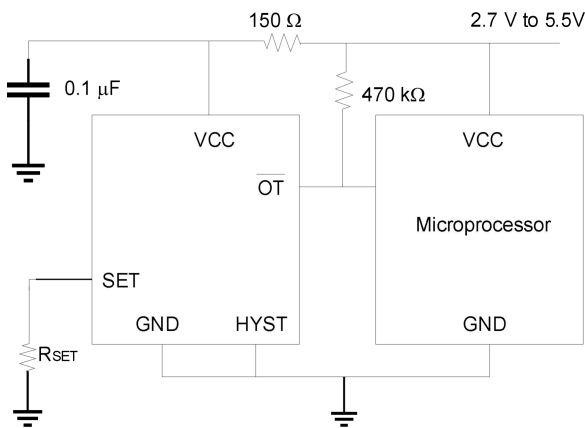 150 Ω
2.7 V to 5.5V
0.1 μF
470 kΩ
VCC
VCC
OT
Microprocessor
SET
GND
HYST
GND
RSET